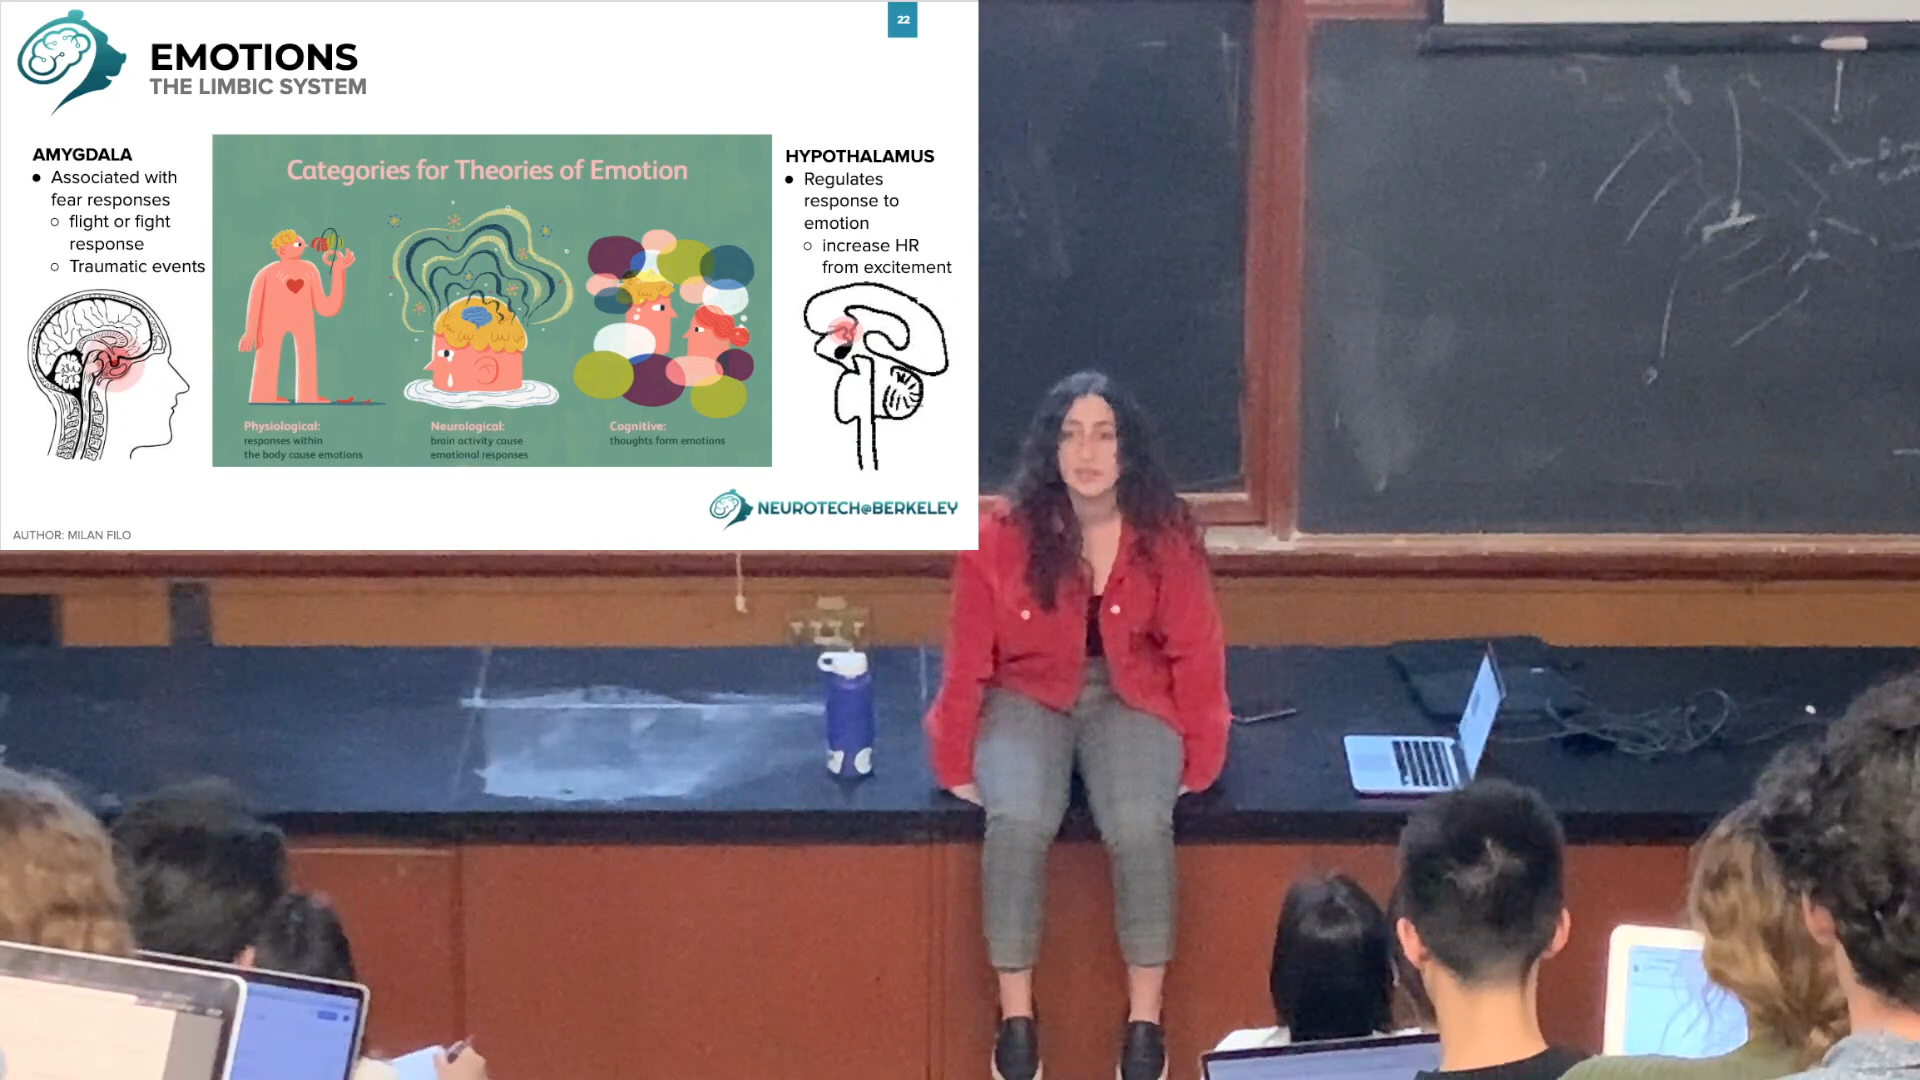 22
EMOTIONS
THE LIMBIC SYSTEM
AMYGDALA
● Associated with
fear responses
○ flight or fight
response
○ Traumatic events
Categories for Theories of Emotion
Physiological:
responses within
the body cause emotions
Neurological:
brain activity cause
emotional responses
Cognitive:
thoughts form emotions
HYPOTHALAMUS
● Regulates
response to
emotion
○ increase HR
from excitement
NEUROTECH@BERKELEY
AUTHOR: MILAN FILO